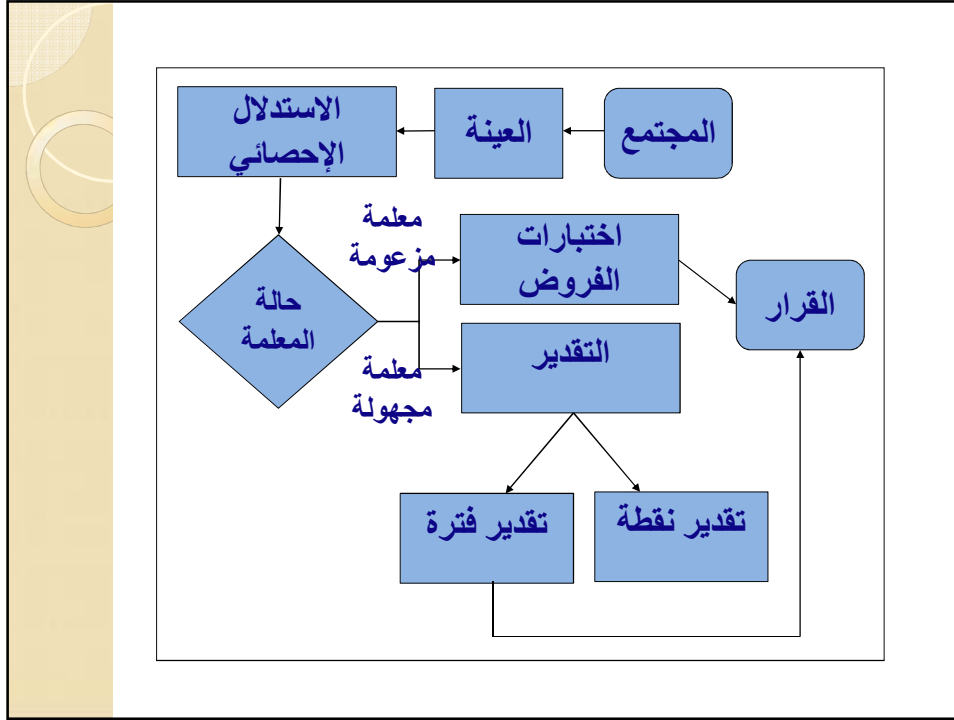 المجتمع
العينة
الاستدلال
الإحصائي
حالة
المعلمة
معلمة
مزعومة
اختبارات
الفروض
القرار
معلمة
مجهولة
التقدير
تقدير نقطة
تقدير فترة